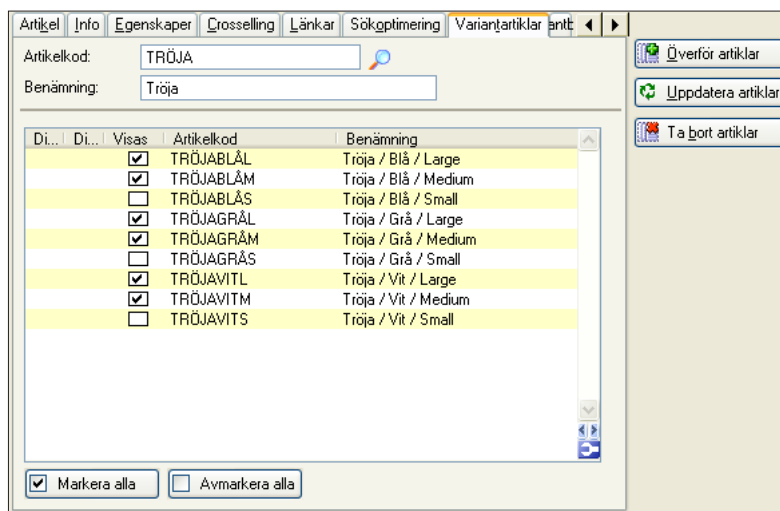 Artikel Info Egenskaper Crosselling Länkar Sökoptimering Variantartiklar
Artikelkod: TRÖJA
Benämning: Tröja
Överför artiklar
Uppdatera artiklar
Ta bort artiklar
Di... Di... Visas Artikelkod Benämning
TRÖJABLÅL Tröja / Blå / Large
TRÖJABLÅM Tröja / Blå / Medium
TRÖJABLÅS Tröja / Blå / Small
TRÖJAGRÅL Tröja / Grå / Large
TRÖJAGRÅM Tröja / Grå / Medium
TRÖJAGRÅS Tröja / Grå / Small
TRÖJAVITL Tröja / Vit / Large
TRÖJAVITM Tröja / Vit / Medium
TRÖJAVITS Tröja / Vit / Small
Markera alla Avmarkera alla